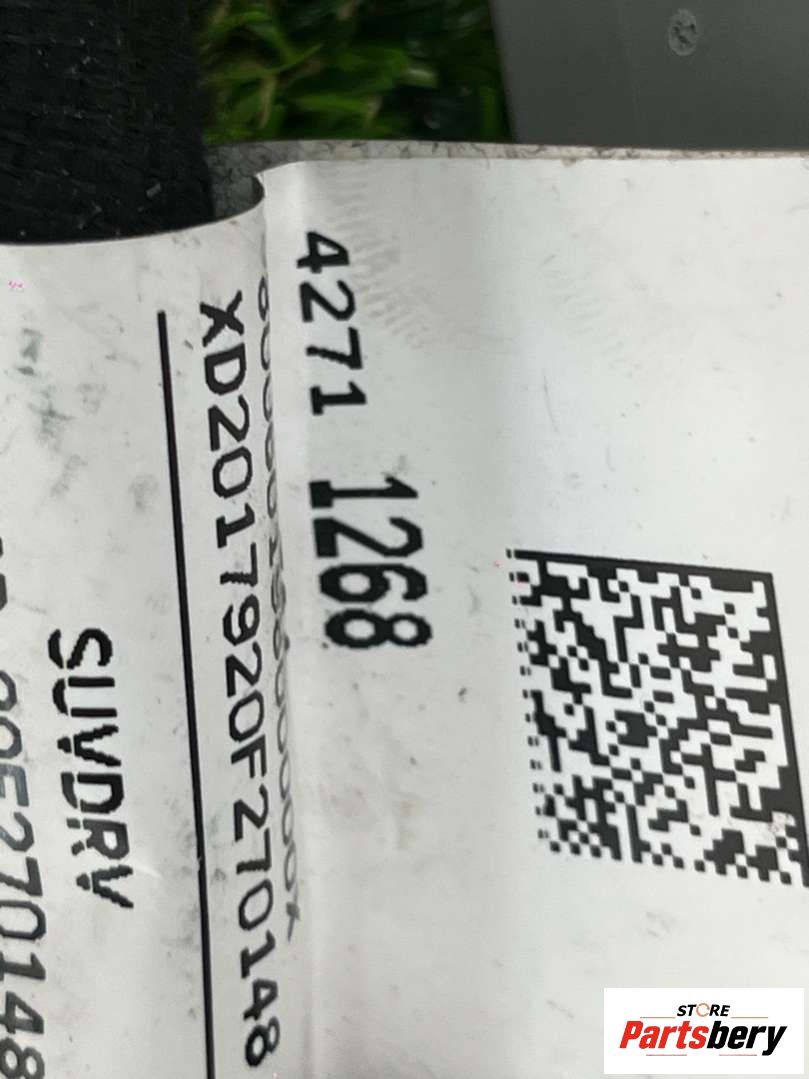 4271 1268
XD2017920F270148
SUVDRV
STORE
Partsbery